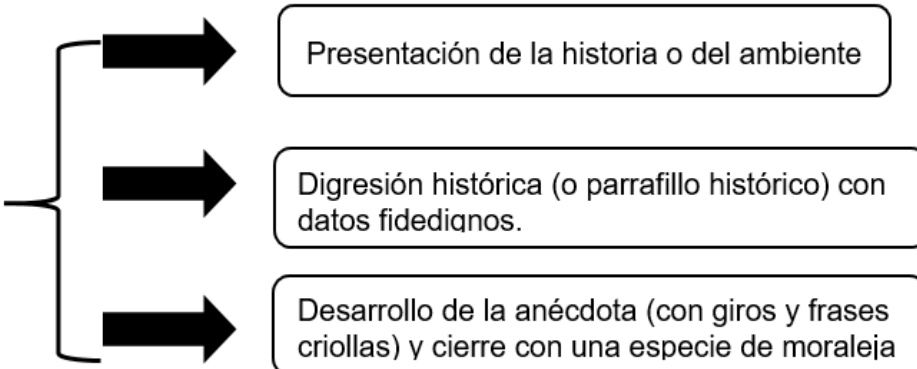 Presentación de la historia o del ambiente
Digresión histórica (o parrafillo histórico) con
datos fidedignos.
Desarrollo de la anécdota (con giros y frases
criollas) y cierre con una especie de moraleja